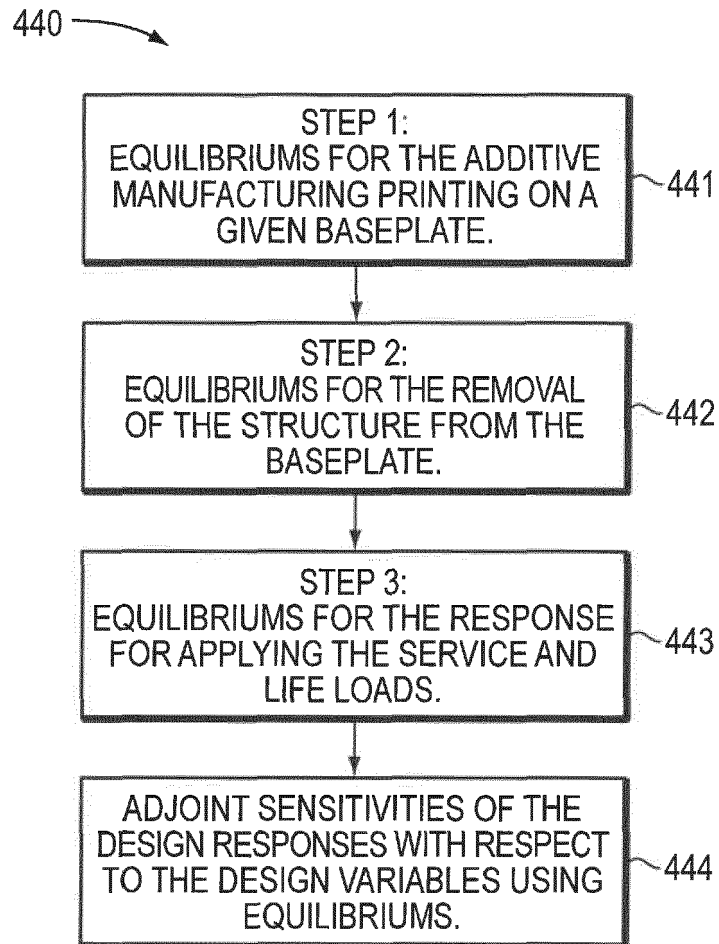 440
STEP 1:
EQUILIBRIUMS FOR THE ADDITIVE
MANUFACTURING PRINTING ON A
GIVEN BASEPLATE.
441
STEP 2:
EQUILIBRIUMS FOR THE REMOVAL
OF THE STRUCTURE FROM THE
BASEPLATE.
442
STEP 3:
EQUILIBRIUMS FOR THE RESPONSE
FOR APPLYING THE SERVICE AND
LIFE LOADS.
443
ADJOINT SENSITIVITIES OF THE
DESIGN RESPONSES WITH RESPECT
TO THE DESIGN VARIABLES USING
EQUILIBRIUMS.
444